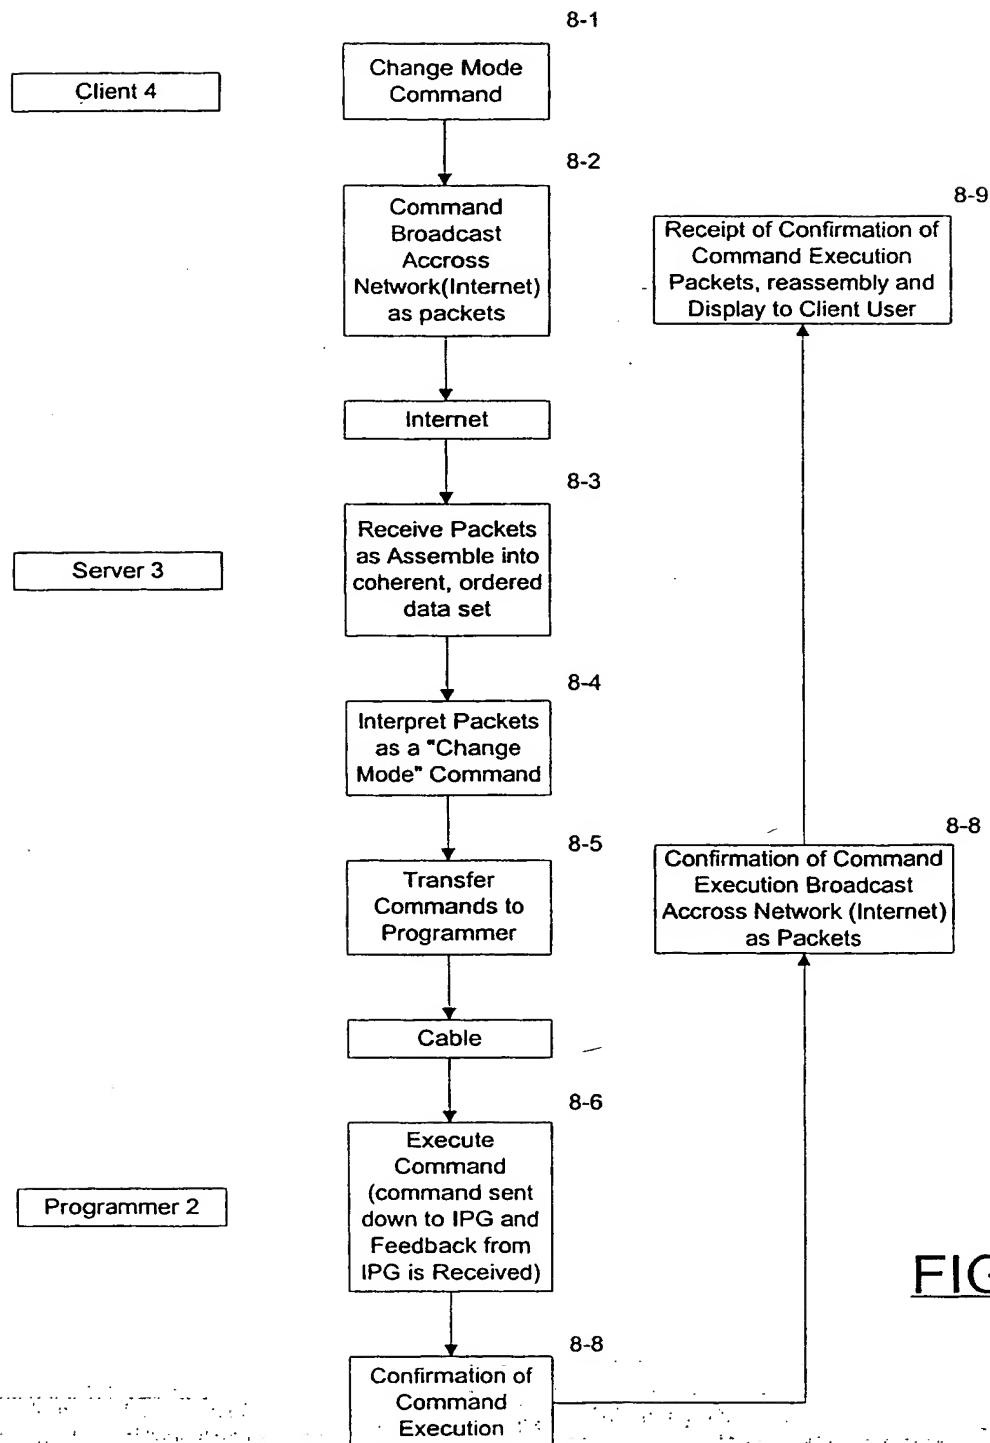 8-1
Client 4
Change Mode
Command
8-2
Command
Broadcast
Accross
Network(Internet)
as packets
8-9
Receipt of Confirmation of
Command Execution
Packets, reassembly and
Display to Client User
Internet
8-3
Server 3
Receive Packets
as Assemble into
coherent, ordered
data set
8-4
Interpret Packets
as a "Change
Mode" Command
8-5
Transfer
Commands to
Programmer
8-8
Confirmation of Command
Execution Broadcast
Accross Network (Internet)
as Packets
Cable
8-6
Programmer 2
Execute
Command
(command sent
down to IPG and
Feedback from
IPG is Received)
FIG
8-8
Confirmation of
Command
Execution